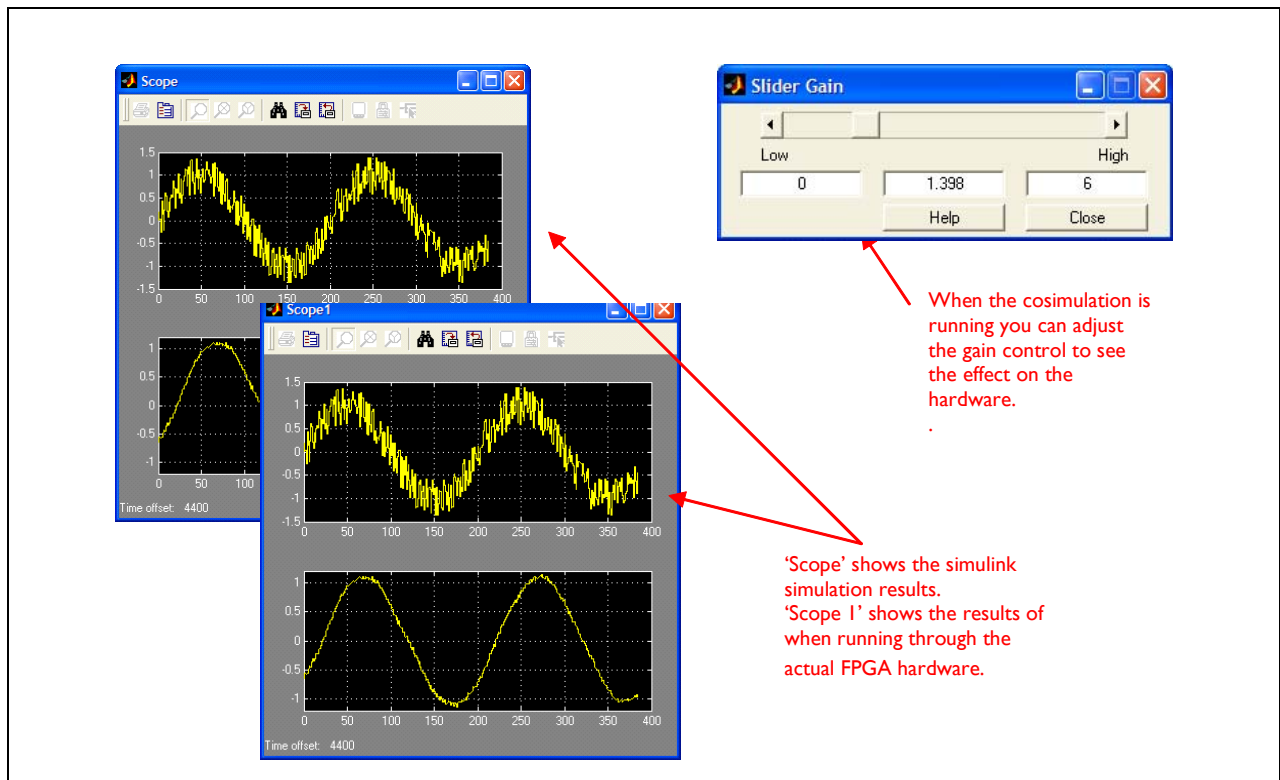 Scope
1.5
1
0.5
0
-0.5
-1
-1.5
0 50 100 150 200 250 300 350 400
1
0.5
0
-0.5
-1
0 50 100
Time offset: 4400
Scope1
1.5
1
0.5
0
-0.5
-1
-1.5
0 50 100 150 200 250 300 350 400
1
0.5
0
-0.5
-1
0 50 100 150 200 250 300 350 400
Time offset: 4400
Slider Gain
Low High
0 1.398 6
Help Close
When the cosimulation is
running you can adjust
the gain control to see
the effect on the
hardware.
.
‘Scope’ shows the simulink
simulation results.
‘Scope 1’ shows the results of
when running through the
actual FPGA hardware.